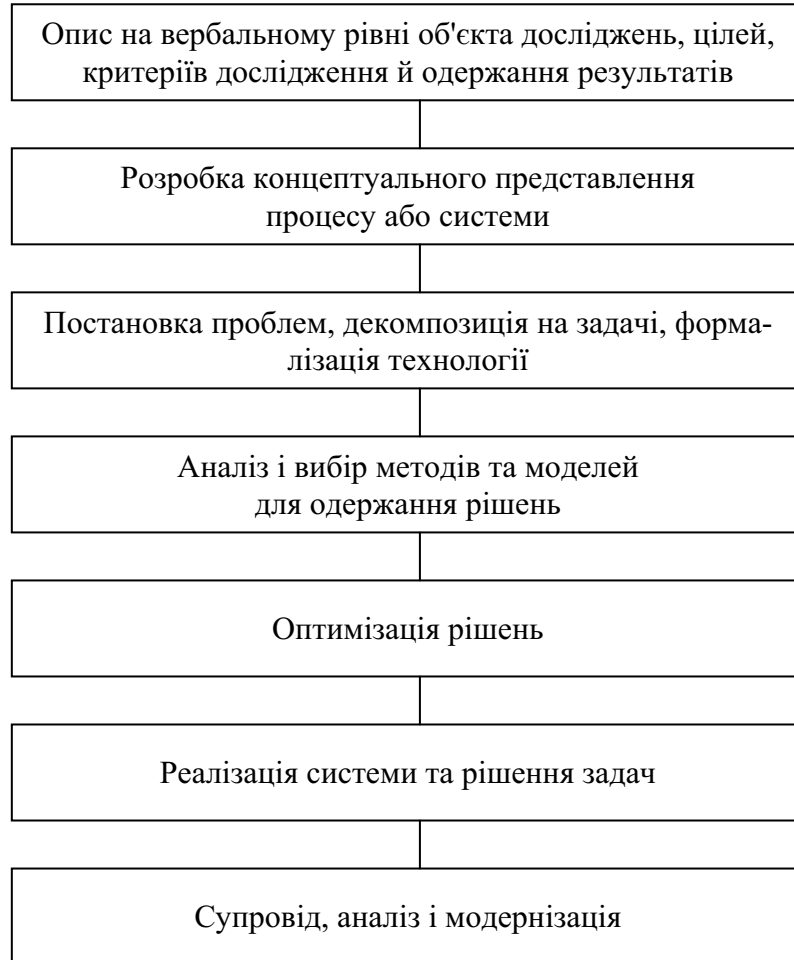 Опис на вербальному рівні об'єкта досліджень, цілей,
критеріїв дослідження й одержання результатів
Розробка концептуального представлення
процесу або системи
Постановка проблем, декомпозиція на задачі, форма-
лізація технології
Аналіз і вибір методів та моделей
для одержання рішень
Оптимізація рішень
Реалізація системи та рішення задач
Супровід, аналіз і модернізація